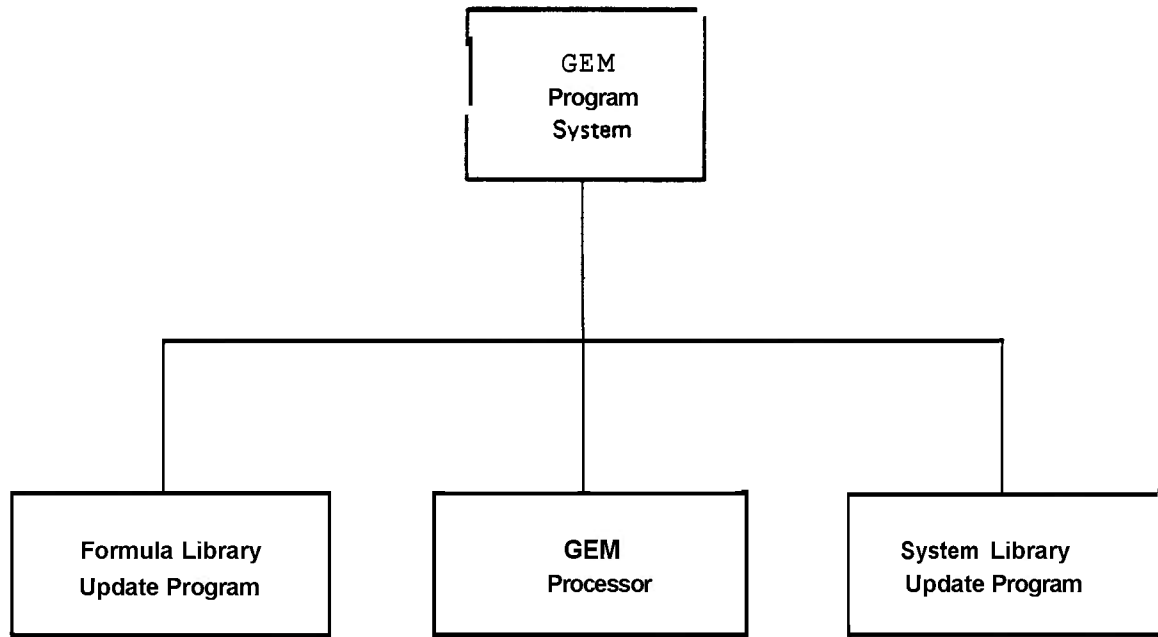 GEM
Program
System
Formula Library
Update Program
GEM
Processor
System Library
Update Program